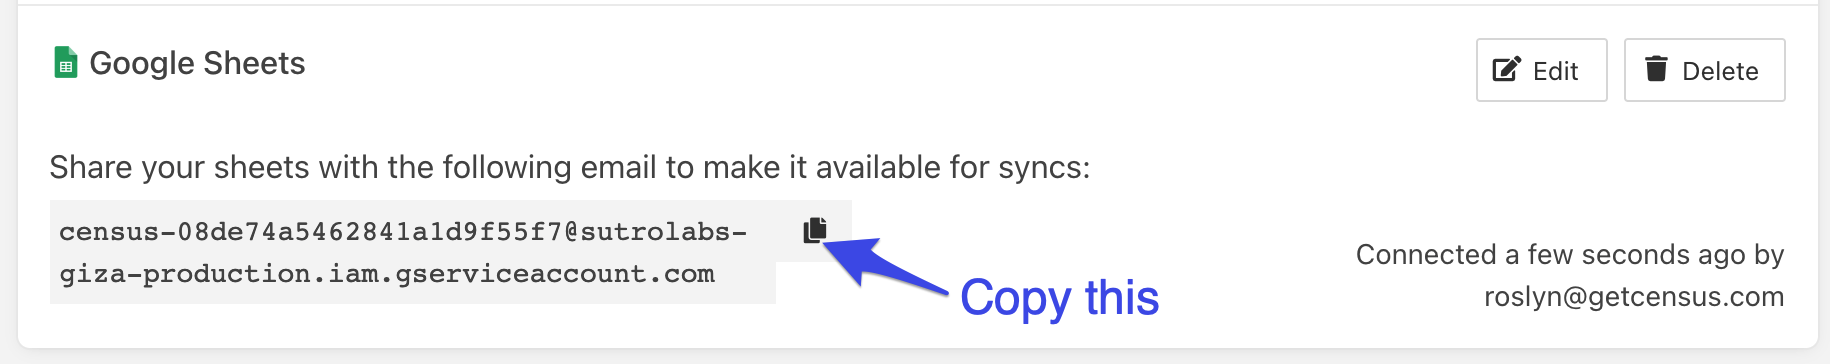 Google Sheets
Edit
Delete
Share your sheets with the following email to make it available for syncs:
census-08de74a5462841a1d9f55f7@sutrolabs-
giza-production.iam.gserviceaccount.com
Copy this
Connected a few seconds ago by
roslyn@getcensus.com